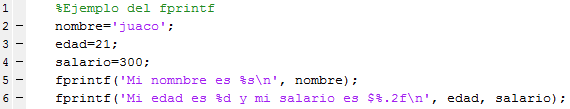 1 %Ejemplo del fprintf
2 - nombre='juaco';
3 - edad=21;
4 - salario=300;
5 - fprintf('Mi nomnbre es %s\n', nombre);
6 - fprintf('Mi edad es %d y mi salario es $%.2f\n', edad, salario);